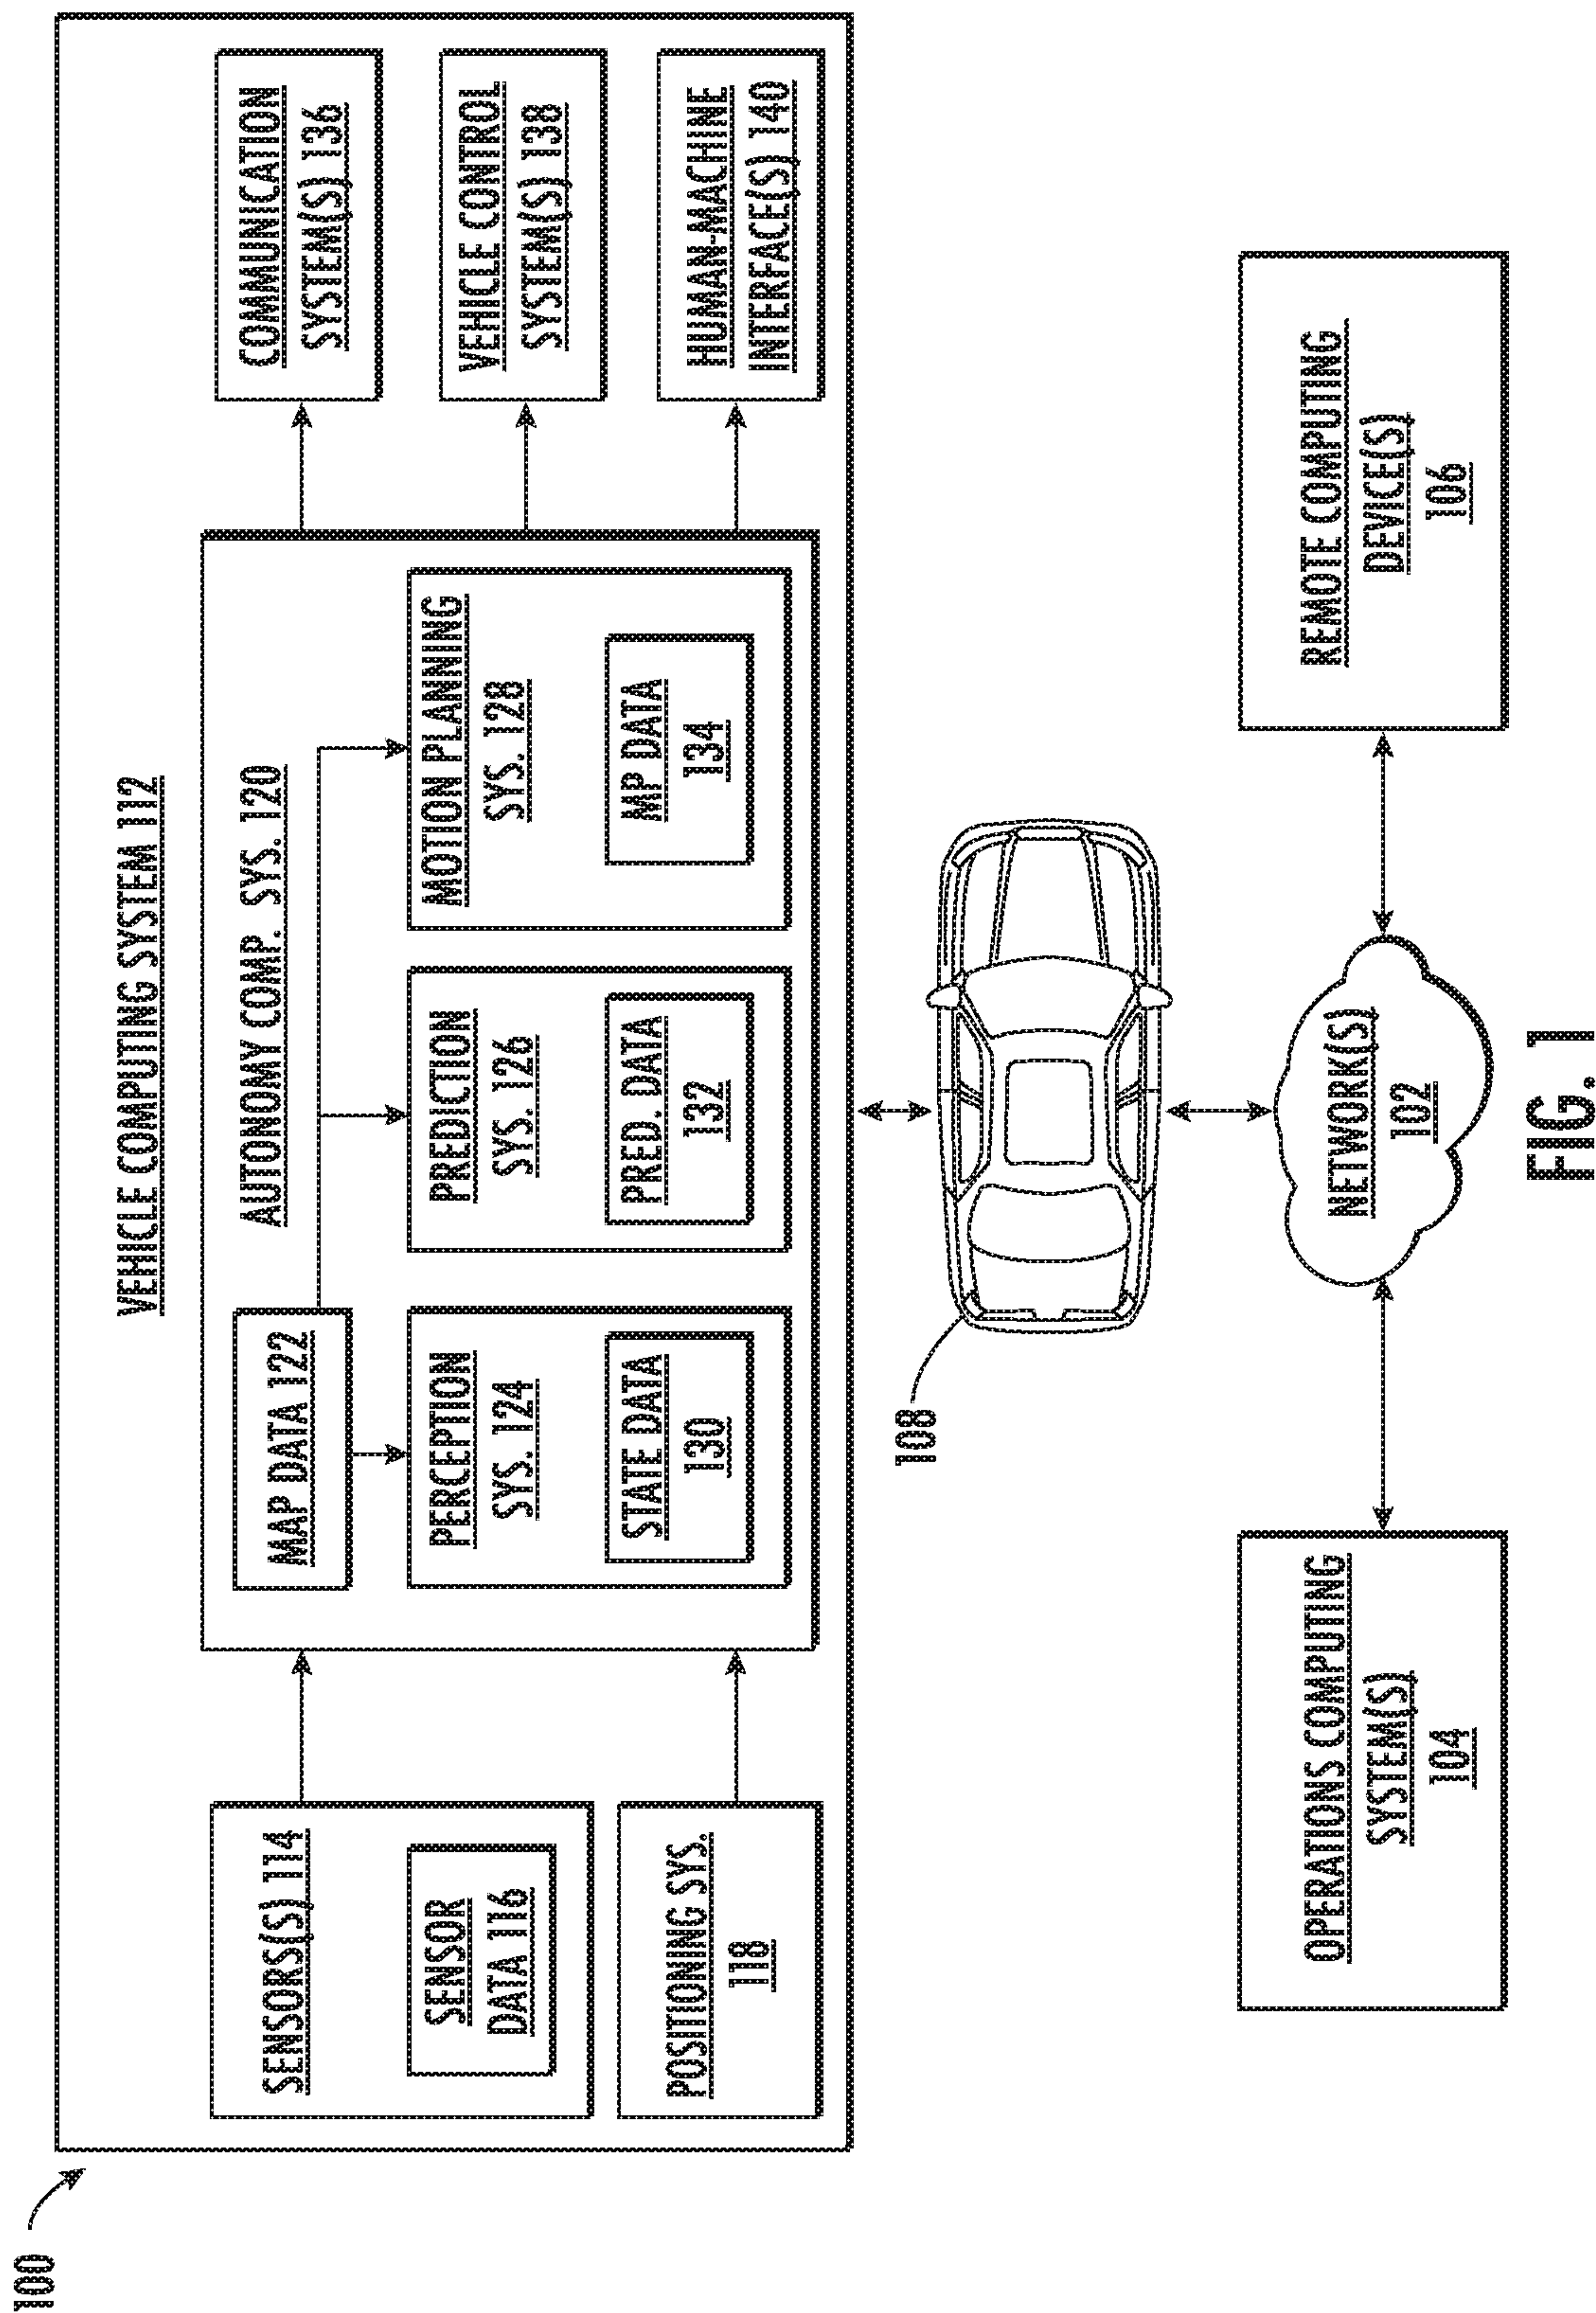 100
VEHICLE COMPUTING SYSTEM 112
SENSORS(S) 114
SENSOR
DATA 116
POSITIONING SYS.
118
AUTONOMY COMP. SYS. 120
MAP DATA 122
PERCEPTION
SYS. 124
STATE DATA
130
PREDICTION
SYS. 126
PRED. DATA
132
MOTION PLANNING
SYS. 128
MP DATA
134
COMMUNICATION
SYSTEM(S) 136
VEHICLE CONTROL
SYSTEM(S) 138
HUMAN-MACHINE
INTERFACE(S) 140
108
OPERATIONS COMPUTING
SYSTEM(S)
104
NETWORK(S)
102
REMOTE COMPUTING
DEVICE(S)
106
FIG. 1